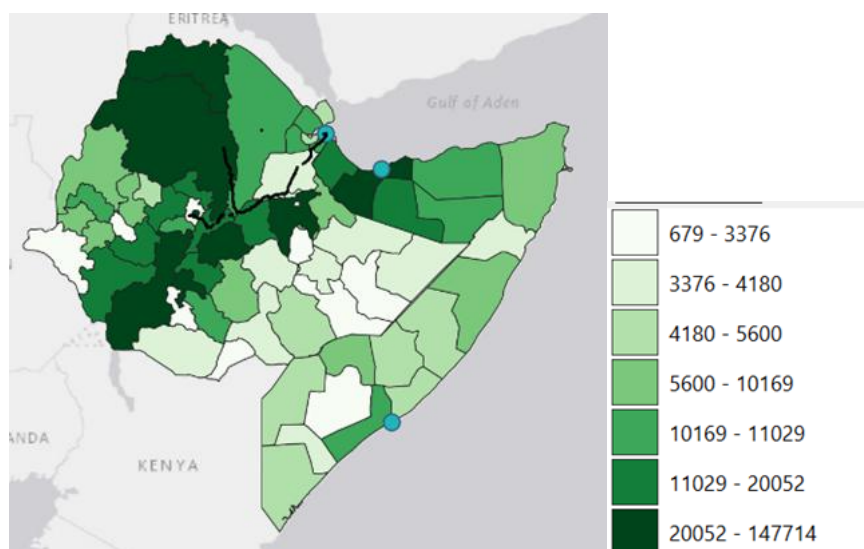 ERITREA
Gulf of Aden
ANDA
KENYA
679 - 3376
3376 - 4180
4180 - 5600
5600 - 10169
10169 - 11029
11029 - 20052
20052 - 147714